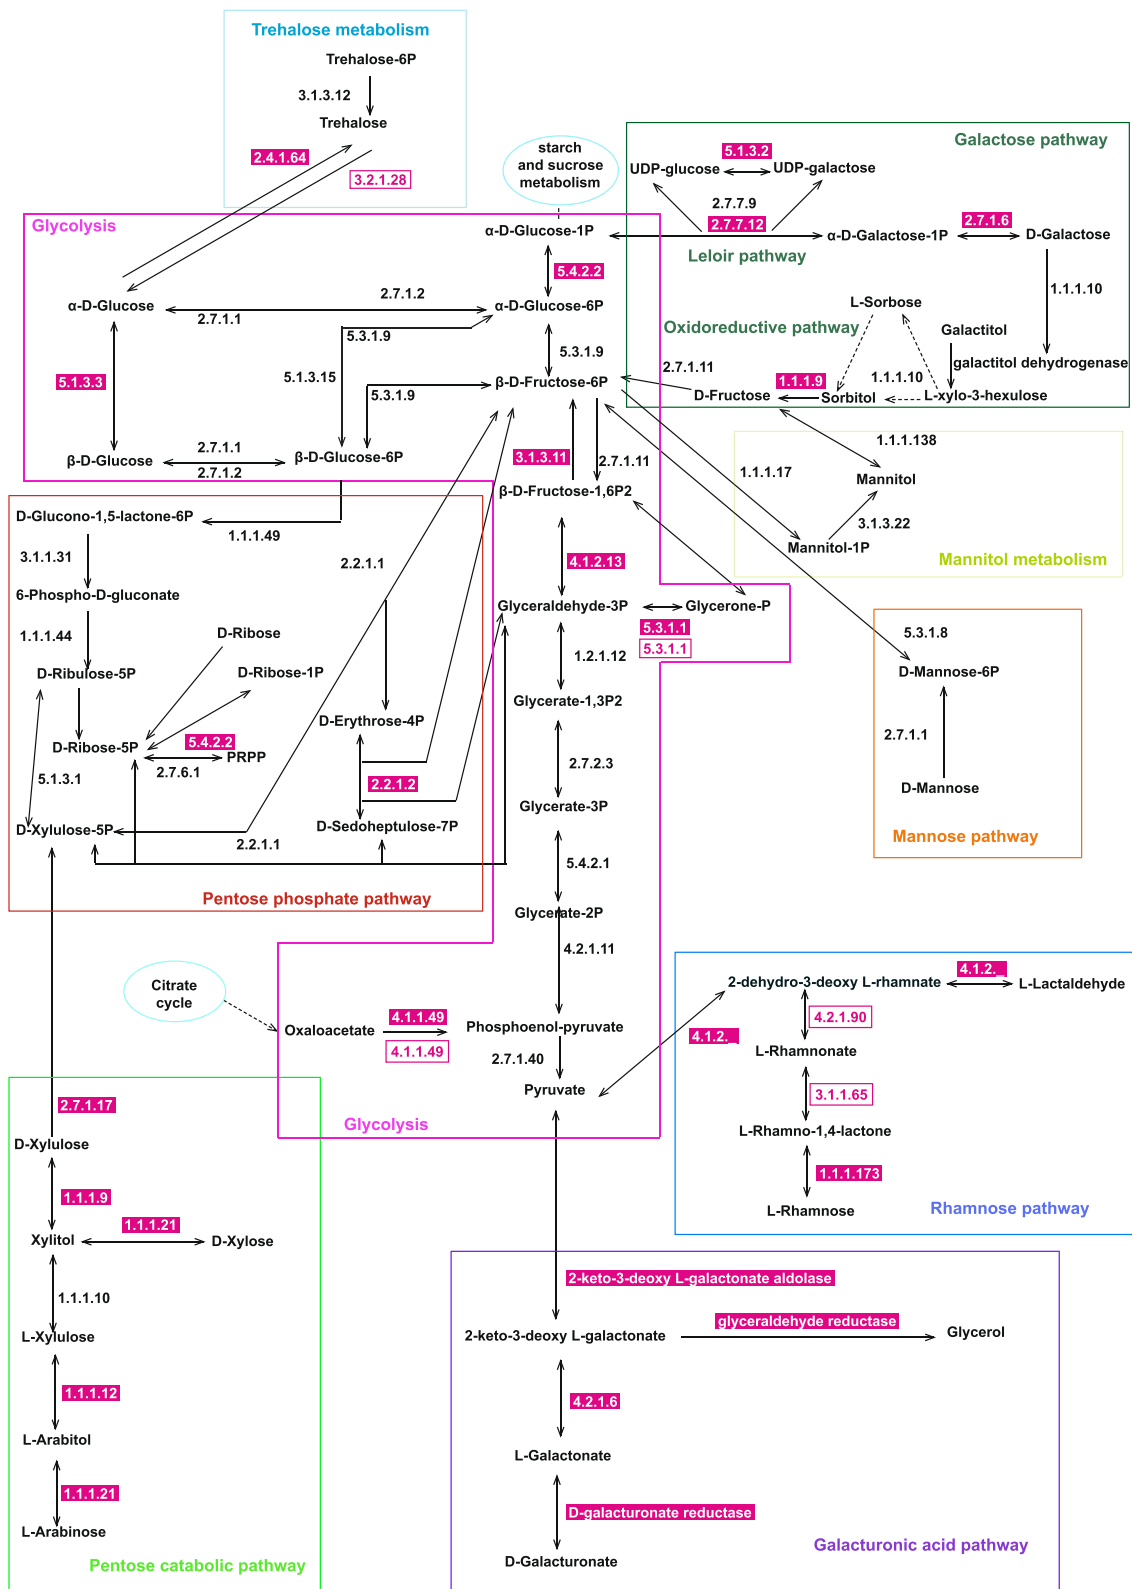 Trehalose metabolism
Trehalose-6P
3.1.3.12
Trehalose
2.4.1.64
3.2.1.28
starch
and sucrose
metabolism
Galactose pathway
5.1.3.2
UDP-glucose
UDP-galactose
2.7.7.9
2.7.7.12
2.7.1.6
α-D-Galactose-1P
D-Galactose
Leloir pathway
1.1.1.10
L-Sorbose
Oxidoreductive pathway
Galactitol
galactitol dehydrogenase
2.7.1.11
1.1.1.9
1.1.1.10
D-Fructose
Sorbitol
L-xylo-3-hexulose
Glycolysis
α-D-Glucose-1P
5.4.2.2
2.7.1.2
α-D-Glucose
α-D-Glucose-6P
2.7.1.1
5.3.1.9
5.3.1.9
5.1.3.15
5.1.3.3
5.3.1.9
β-D-Fructose-6P
2.7.1.1
β-D-Glucose
β-D-Glucose-6P
2.7.1.2
3.1.3.11
2.7.1.11
β-D-Fructose-1,6P2
1.1.1.138
1.1.1.17
Mannitol
3.1.3.22
Mannitol-1P
Mannitol metabolism
D-Glucono-1,5-lactone-6P
1.1.1.49
3.1.1.31
2.2.1.1
4.1.2.13
6-Phospho-D-gluconate
Glyceraldehyde-3P
Glycerone-P
5.3.1.1
5.3.1.1
1.1.1.44
D-Ribose
1.2.1.12
5.3.1.8
D-Ribulose-5P
D-Ribose-1P
D-Mannose-6P
Glycerate-1,3P2
D-Erythrose-4P
2.7.1.1
5.4.2.2
D-Ribose-5P
PRPP
2.7.6.1
5.1.3.1
2.2.1.2
2.7.2.3
D-Mannose
Glycerate-3P
D-Xylulose-5P
D-Sedoheptulose-7P
2.2.1.1
Mannose pathway
5.4.2.1
Pentose phosphate pathway
Glycerate-2P
4.2.1.11
Citrate
cycle
Oxaloacetate
4.1.1.49
4.1.1.49
Phosphoenol-pyruvate
2.7.1.40
Pyruvate
Glycolysis
4.1.2._
2-dehydro-3-deoxy L-rhamnate
L-Lactaldehyde
4.2.1.90
4.1.2._
L-Rhamnonate
3.1.1.65
L-Rhamno-1,4-lactone
1.1.1.173
L-Rhamnose
Rhamnose pathway
2.7.1.17
D-Xylulose
1.1.1.9
1.1.1.21
Xylitol
D-Xylose
1.1.1.10
L-Xylulose
1.1.1.12
L-Arabitol
1.1.1.21
L-Arabinose
Pentose catabolic pathway
2-keto-3-deoxy L-galactonate aldolase
glyceraldehyde reductase
2-keto-3-deoxy L-galactonate
Glycerol
4.2.1.6
L-Galactonate
D-galacturonate reductase
D-Galacturonate
Galacturonic acid pathway